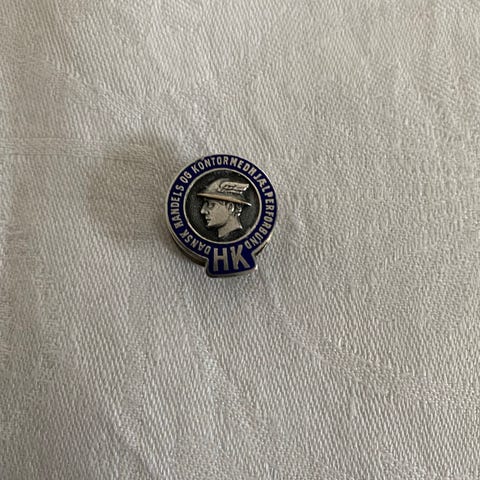 DANSK HANDELS OG KONTORMEDHJÆLPERFORBUND
HK